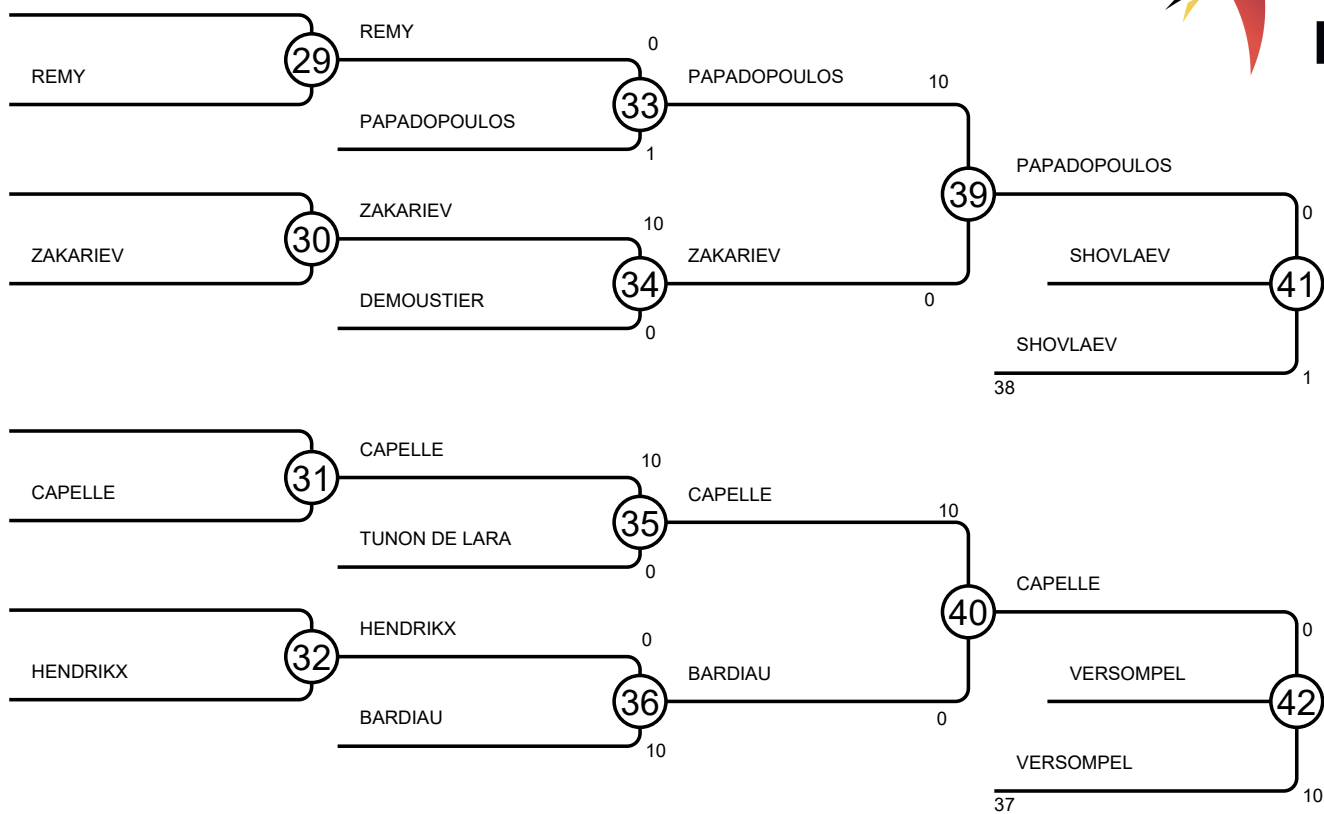 REMY
0
29
REMY
PAPADOPOULOS
10
33
PAPADOPOULOS
1
PAPADOPOULOS
39
ZAKARIEV
10
0
30
ZAKARIEV
ZAKARIEV
SHOVLAEV
34
41
DEMOUSTIER
0
0
SHOVLAEV
38
1
CAPELLE
10
31
CAPELLE
CAPELLE
10
35
TUNON DE LARA
0
CAPELLE
40
HENDRIKX
0
0
32
HENDRIKX
BARDIAU
VERSOMPEL
36
42
BARDIAU
0
10
VERSOMPEL
37
10